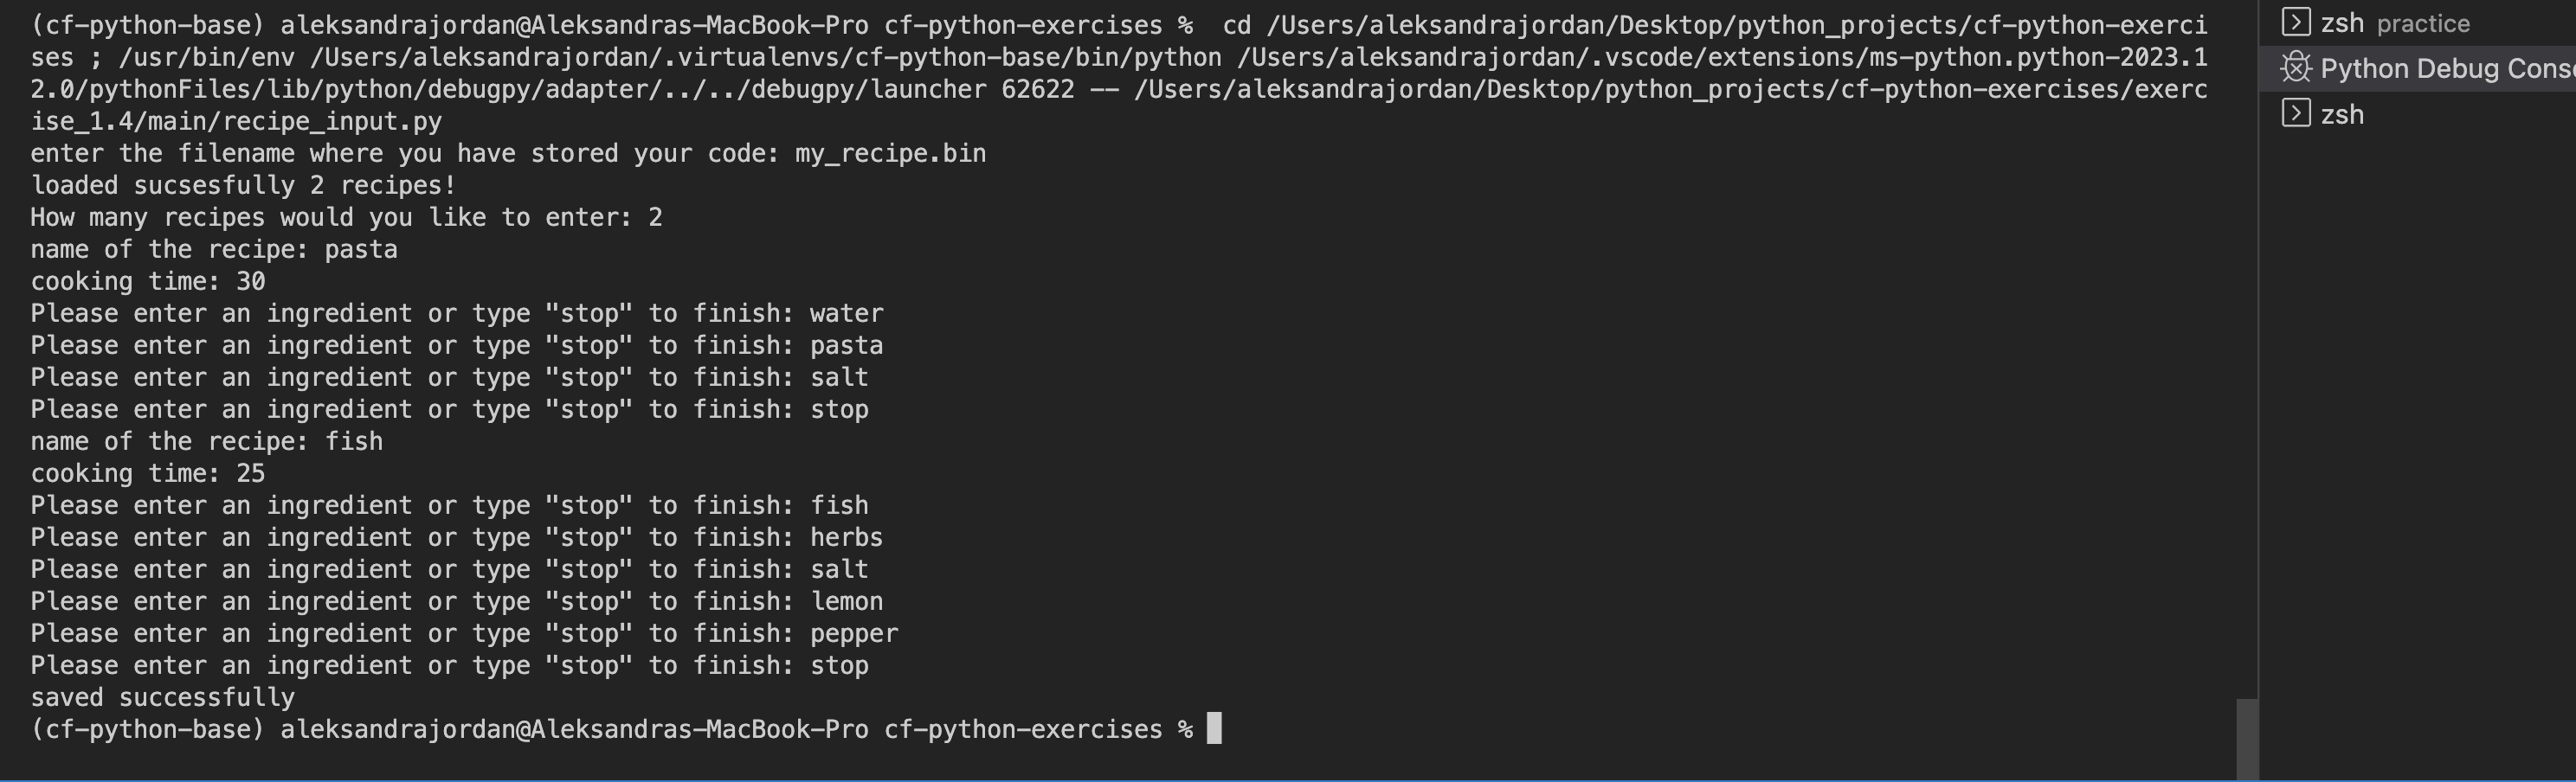 (cf-python-base) aleksandrajordan@Aleksandras-MacBook-Pro cf-python-exercises %  cd /Users/aleksandrajordan/Desktop/python_projects/cf-python-exerci
ses ; /usr/bin/env /Users/aleksandrajordan/.virtualenvs/cf-python-base/bin/python /Users/aleksandrajordan/.vscode/extensions/ms-python.python-2023.1
2.0/pythonFiles/lib/python/debugpy/adapter/../../debugpy/launcher 62622 -- /Users/aleksandrajordan/Desktop/python_projects/cf-python-exercises/exerc
ise_1.4/main/recipe_input.py
enter the filename where you have stored your code: my_recipe.bin
loaded sucsesfully 2 recipes!
How many recipes would you like to enter: 2
name of the recipe: pasta
cooking time: 30
Please enter an ingredient or type "stop" to finish: water
Please enter an ingredient or type "stop" to finish: pasta
Please enter an ingredient or type "stop" to finish: salt
Please enter an ingredient or type "stop" to finish: stop
name of the recipe: fish
cooking time: 25
Please enter an ingredient or type "stop" to finish: fish
Please enter an ingredient or type "stop" to finish: herbs
Please enter an ingredient or type "stop" to finish: salt
Please enter an ingredient or type "stop" to finish: lemon
Please enter an ingredient or type "stop" to finish: pepper
Please enter an ingredient or type "stop" to finish: stop
saved successfully
(cf-python-base) aleksandrajordan@Aleksandras-MacBook-Pro cf-python-exercises %
zsh practice
Python Debug
zsh